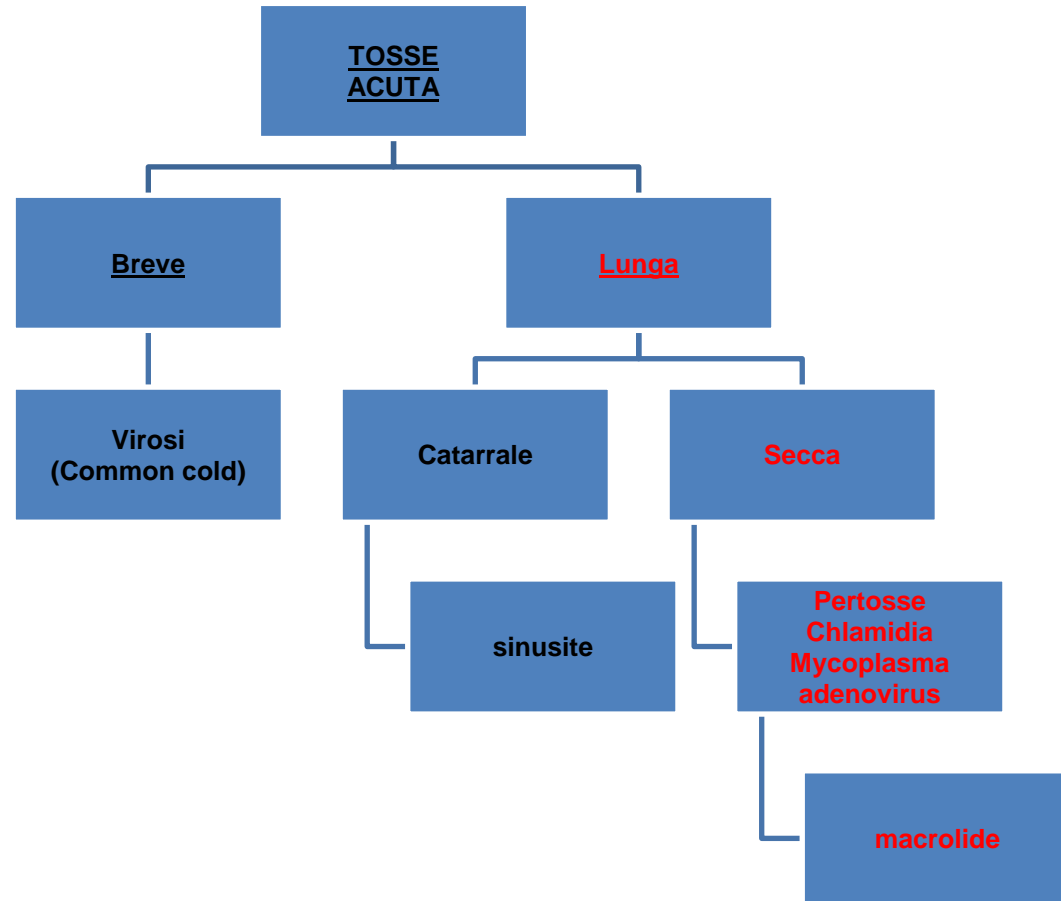 TOSSE
ACUTA
Breve
Lunga
Virosi
(Common cold)
Catarrale
Secca
sinusite
Pertosse
Chlamidia
Mycoplasma
adenovirus
macrolide